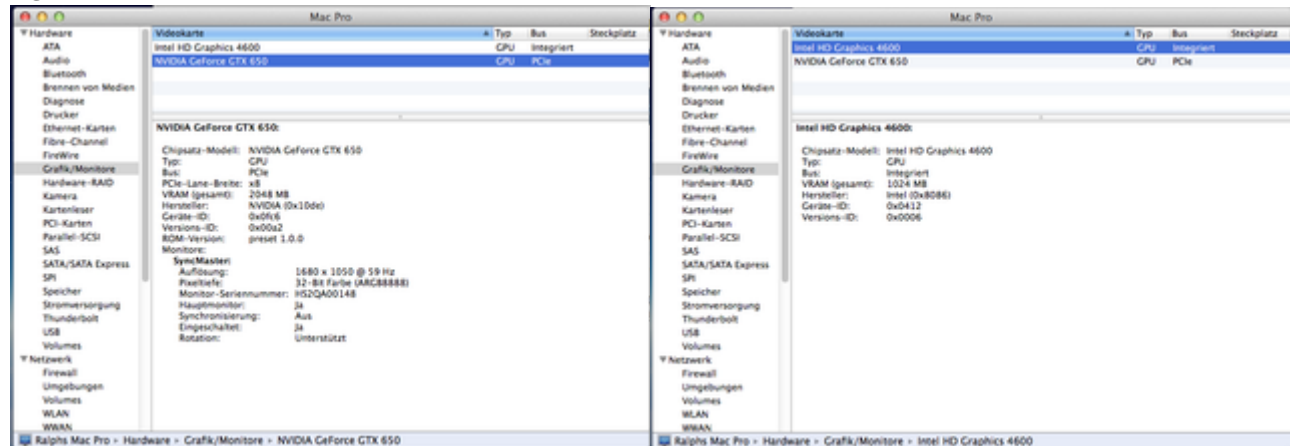 Mac Pro
▼ Hardware
ATA
Audio
Bluetooth
Brennen von Medien
Diagnose
Drucker
Ethernet-Karten
Fibre-Channel
FireWire
Grafik/Monitore
Hardware-RAID
Kamera
Kartenleser
PCI-Karten
Parallel-SCSI
SAS
SATA/SATA Express
SPI
Speicher
Stromversorgung
Thunderbolt
USB
Volumes
▼ Netzwerk
Firewall
Umgebungen
Volumes
WLAN
WWAN
Videokarte Typ Bus Steckplatz
Intel HD Graphics 4600 GPU Integriert
NVIDIA GeForce GTX 650 GPU PCIe
NVIDIA GeForce GTX 650:
Chipsatz-Modell: NVIDIA GeForce GTX 650
Typ: GPU
Bus: PCIe
PCIe-Lane-Breite: x8
VRAM (gesamt): 2048 MB
Hersteller: NVIDIA (0x10de)
Geräte-ID: 0x0fc6
Versions-ID: 0x00a2
ROM-Version: preset 1.0.0
Monitore:
SyncMaster:
Auflösung: 1680 x 1050 @ 59 Hz
Pixeltiefe: 32-Bit Farbe (ARGB8888)
Monitor-Seriennummer: HS2QA00148
Hauptmonitor: Ja
Synchronisierung: Aus
Eingeschaltet: Ja
Rotation: Unterstützt
Ralphs Mac Pro ▸ Hardware ▸ Grafik/Monitore ▸ NVIDIA GeForce GTX 650
Mac Pro
▼ Hardware
ATA
Audio
Bluetooth
Brennen von Medien
Diagnose
Drucker
Ethernet-Karten
Fibre-Channel
FireWire
Grafik/Monitore
Hardware-RAID
Kamera
Kartenleser
PCI-Karten
Parallel-SCSI
SAS
SATA/SATA Express
SPI
Speicher
Stromversorgung
Thunderbolt
USB
Volumes
▼ Netzwerk
Firewall
Umgebungen
Volumes
WLAN
WWAN
Videokarte Typ Bus Steckplatz
Intel HD Graphics 4600 GPU Integriert
NVIDIA GeForce GTX 650 GPU PCIe
Intel HD Graphics 4600:
Chipsatz-Modell: Intel HD Graphics 4600
Typ: GPU
Bus: Integriert
VRAM (gesamt): 1024 MB
Hersteller: Intel (0x8086)
Geräte-ID: 0x0412
Versions-ID: 0x0006
Ralphs Mac Pro ▸ Hardware ▸ Grafik/Monitore ▸ Intel HD Graphics 4600